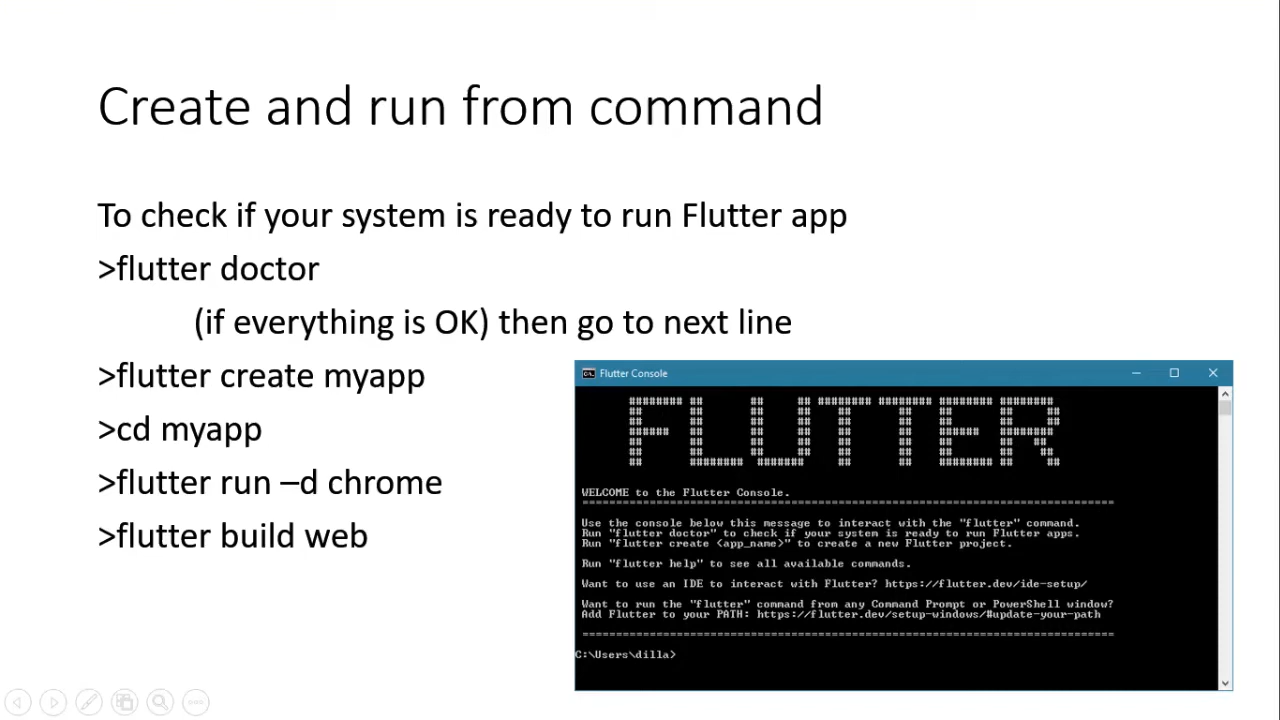 Create and run from command
To check if your system is ready to run Flutter app
>flutter doctor
(if everything is OK) then go to next line
>flutter create myapp
>cd myapp
>flutter run –d chrome
>flutter build web
Flutter Console
FLUTTER
WELCOME to the Flutter Console.
================================================================================
Use the console below this message to interact with the "flutter" command.
Run "flutter doctor" to check if your system is ready to run Flutter apps.
Run "flutter create <app_name>" to create a new Flutter project.
Run "flutter help" to see all available commands.
Want to use an IDE to interact with Flutter? https://flutter.dev/ide-setup/
Want to run the "flutter" command from any Command Prompt or PowerShell window?
Add Flutter to your PATH: https://flutter.dev/setup-windows/#update-your-path
================================================================================
C:\Users\dilla>